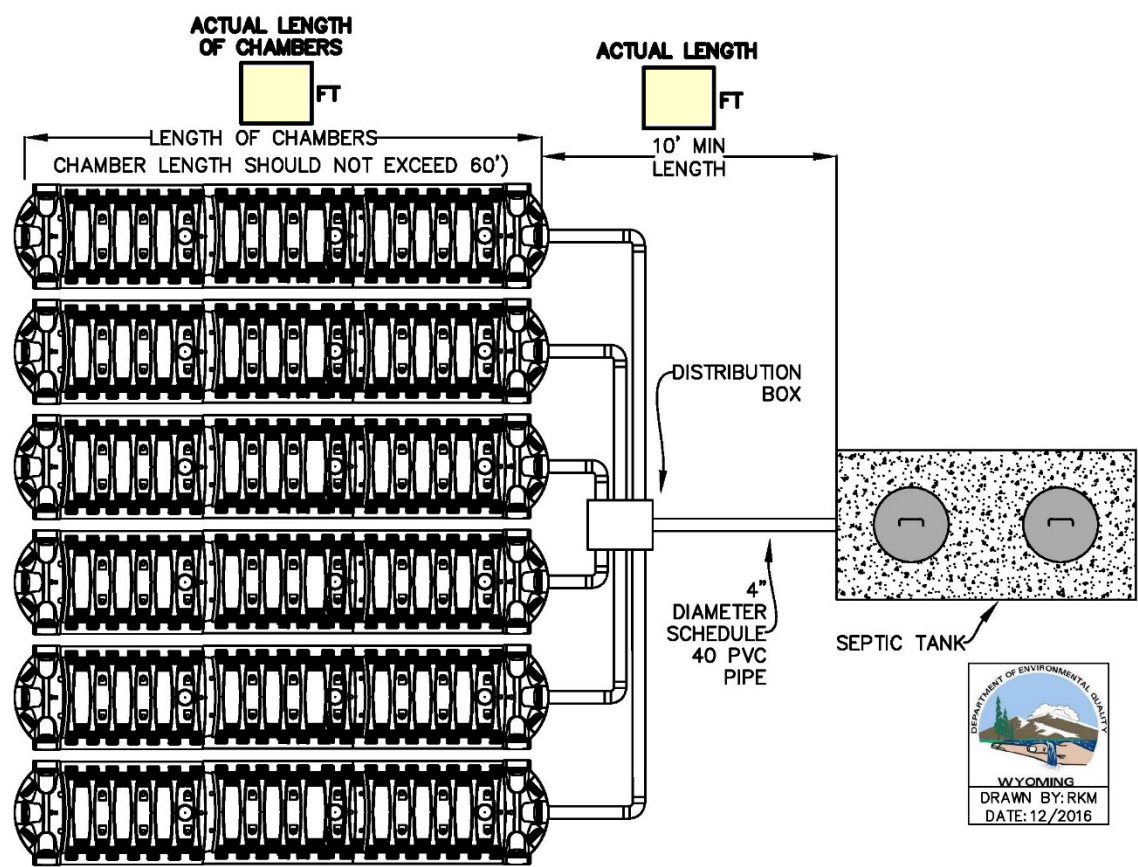 ACTUAL LENGTH
OF CHAMBERS
FT
ACTUAL LENGTH
FT
LENGTH OF CHAMBERS
CHAMBER LENGTH SHOULD NOT EXCEED 60')
10' MIN
LENGTH
DISTRIBUTION
BOX
4"
DIAMETER
SCHEDULE
40 PVC
PIPE
SEPTIC TANK
DEPARTMENT OF ENVIRONMENTAL QUALITY
WYOMING
DRAWN BY: RKM
DATE: 12/2016